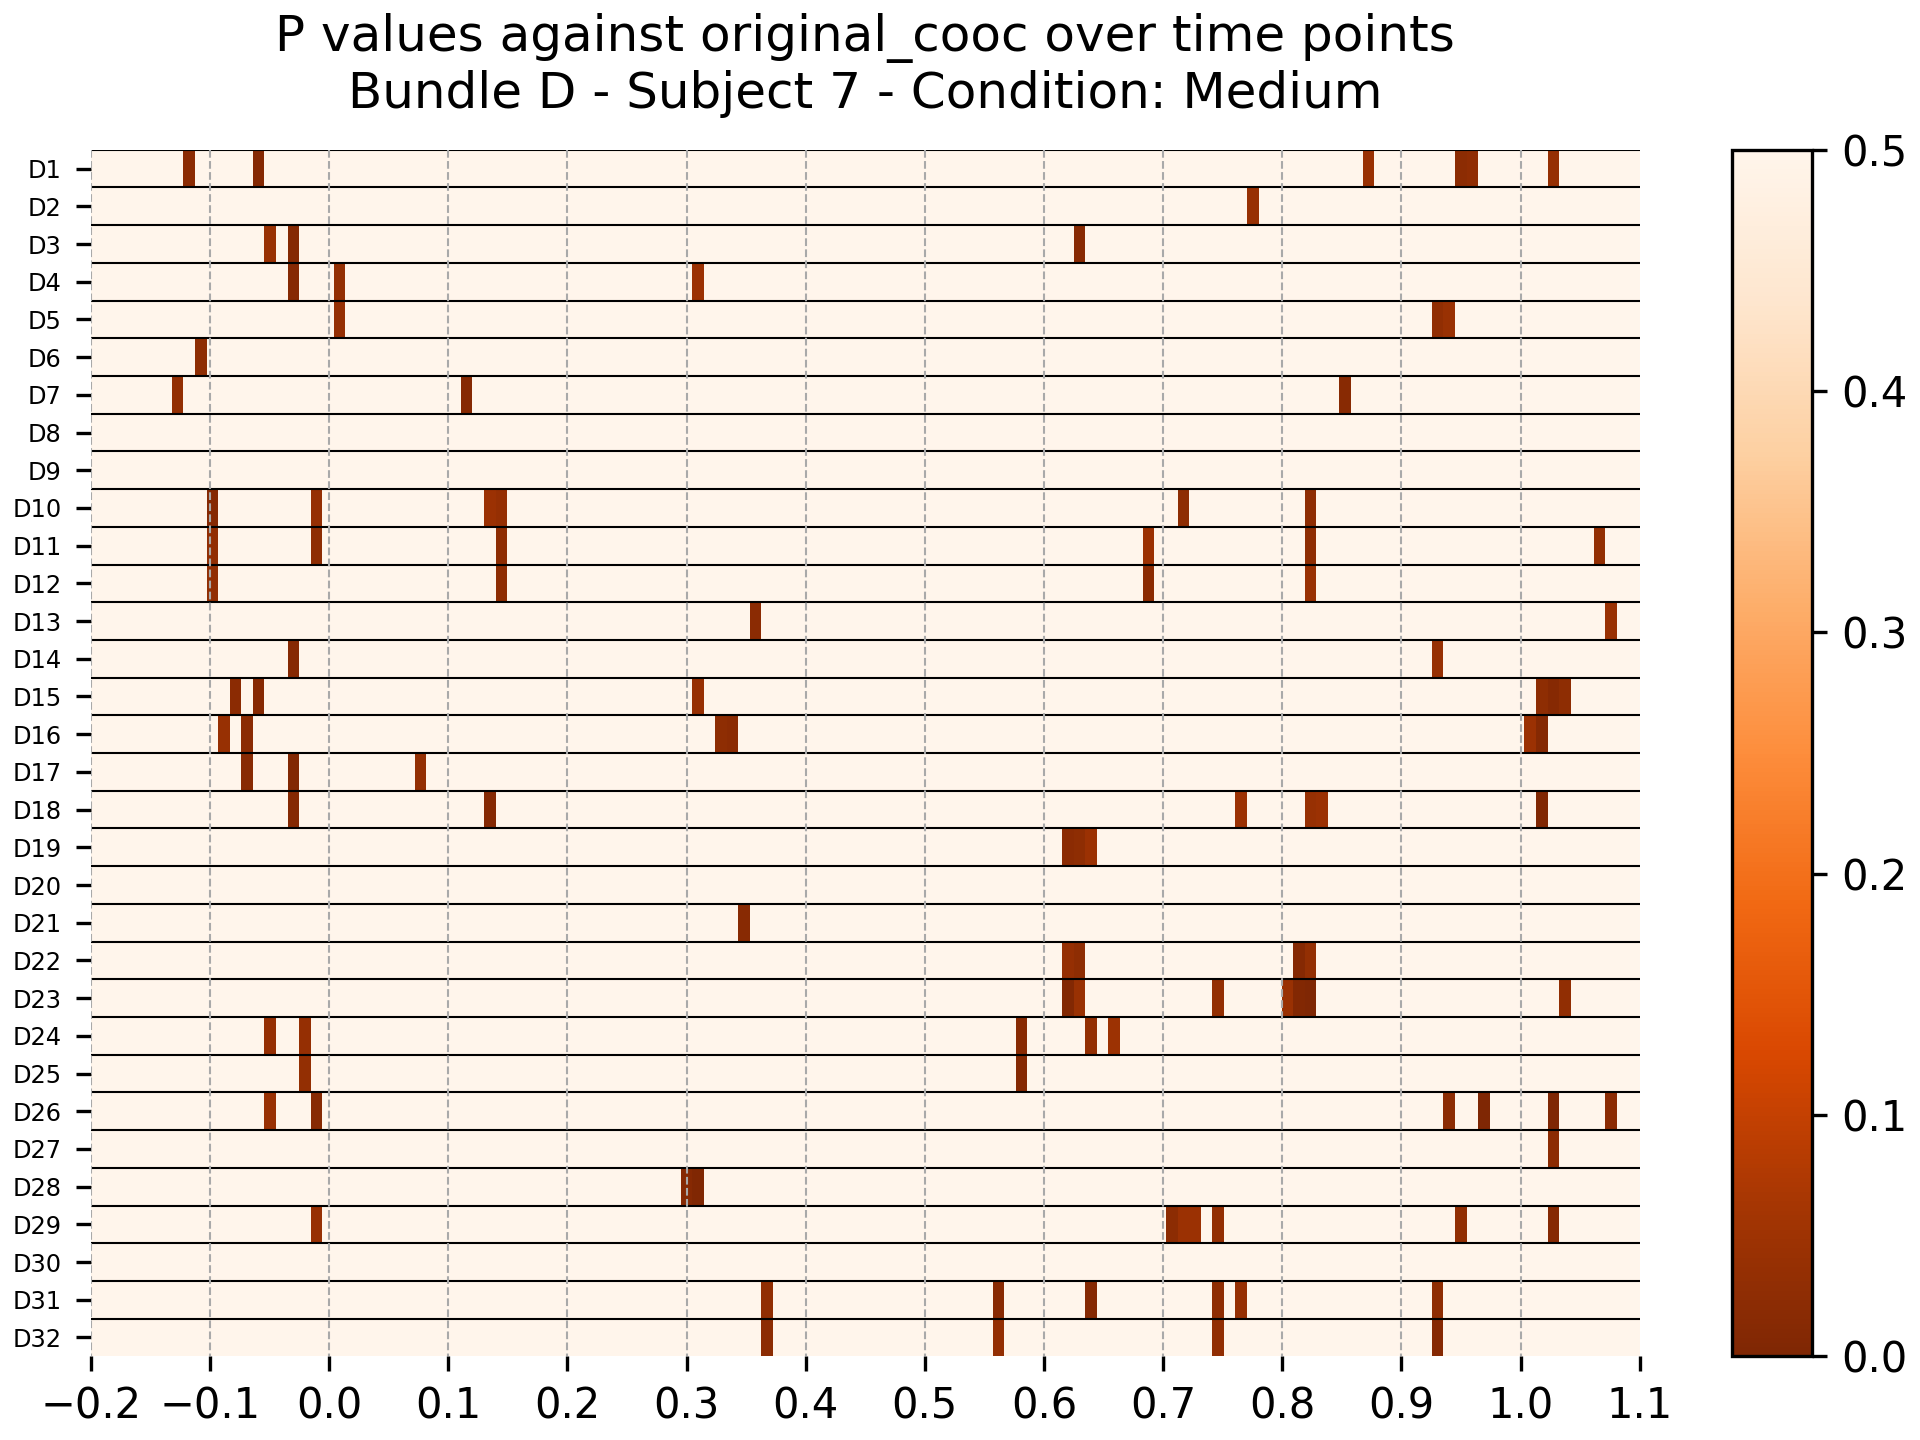 P values against original_cooc over time points
Bundle D - Subject 7 - Condition: Medium
D1
D2
D3
D4
D5
D6
D7
D8
D9
D10
D11
D12
D13
D14
D15
D16
D17
D18
D19
D20
D21
D22
D23
D24
D25
D26
D27
D28
D29
D30
D31
D32
−0.2 −0.1 0.0 0.1 0.2 0.3 0.4 0.5 0.6 0.7 0.8 0.9 1.0 1.1
0.5
0.4
0.3
0.2
0.1
0.0